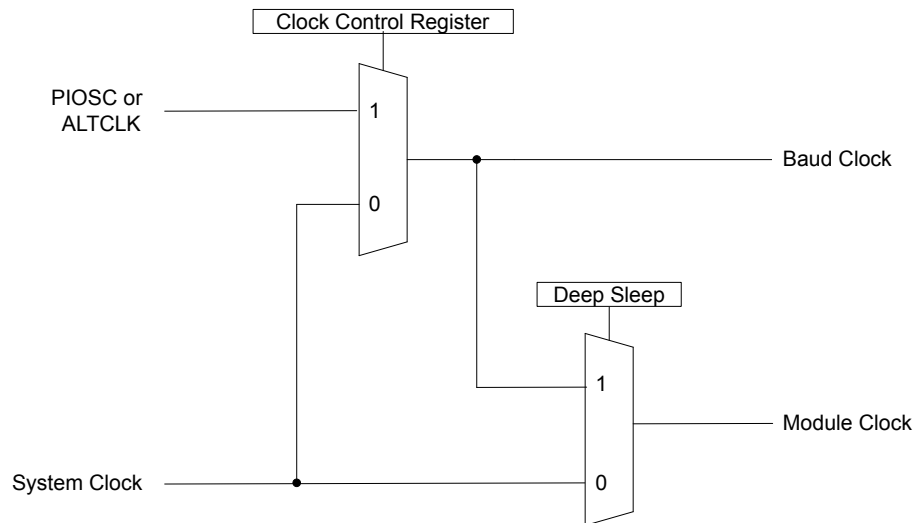 Clock Control Register
PIOSC or
ALTCLK
1
Baud Clock
0
Deep Sleep
1
Module Clock
System Clock
0